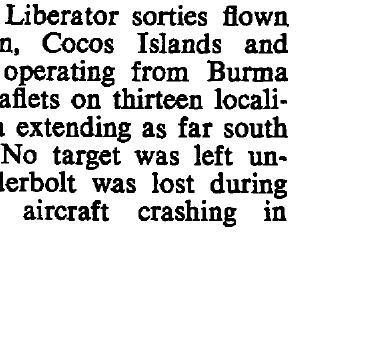 Liberator sorties flown
n, Cocos Islands and
operating from Burma
aflets on thirteen locali-
extending as far south
No target was left un-
lerbolt was lost during
aircraft crashing in